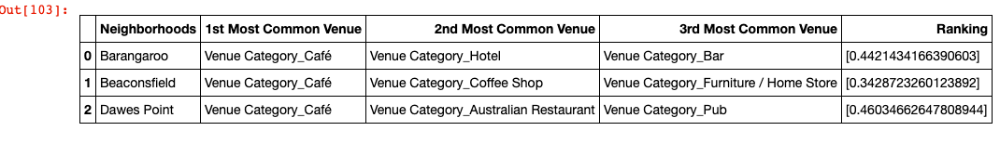 Out[103]:
Neighborhoods 1st Most Common Venue 2nd Most Common Venue 3rd Most Common Venue Ranking
0 Barangaroo Venue Category_Café Venue Category_Hotel Venue Category_Bar [0.4421434166390603]
1 Beaconsfield Venue Category_Café Venue Category_Coffee Shop Venue Category_Furniture / Home Store [0.3428723260123892]
2 Dawes Point Venue Category_Café Venue Category_Australian Restaurant Venue Category_Pub [0.46034662647808944]